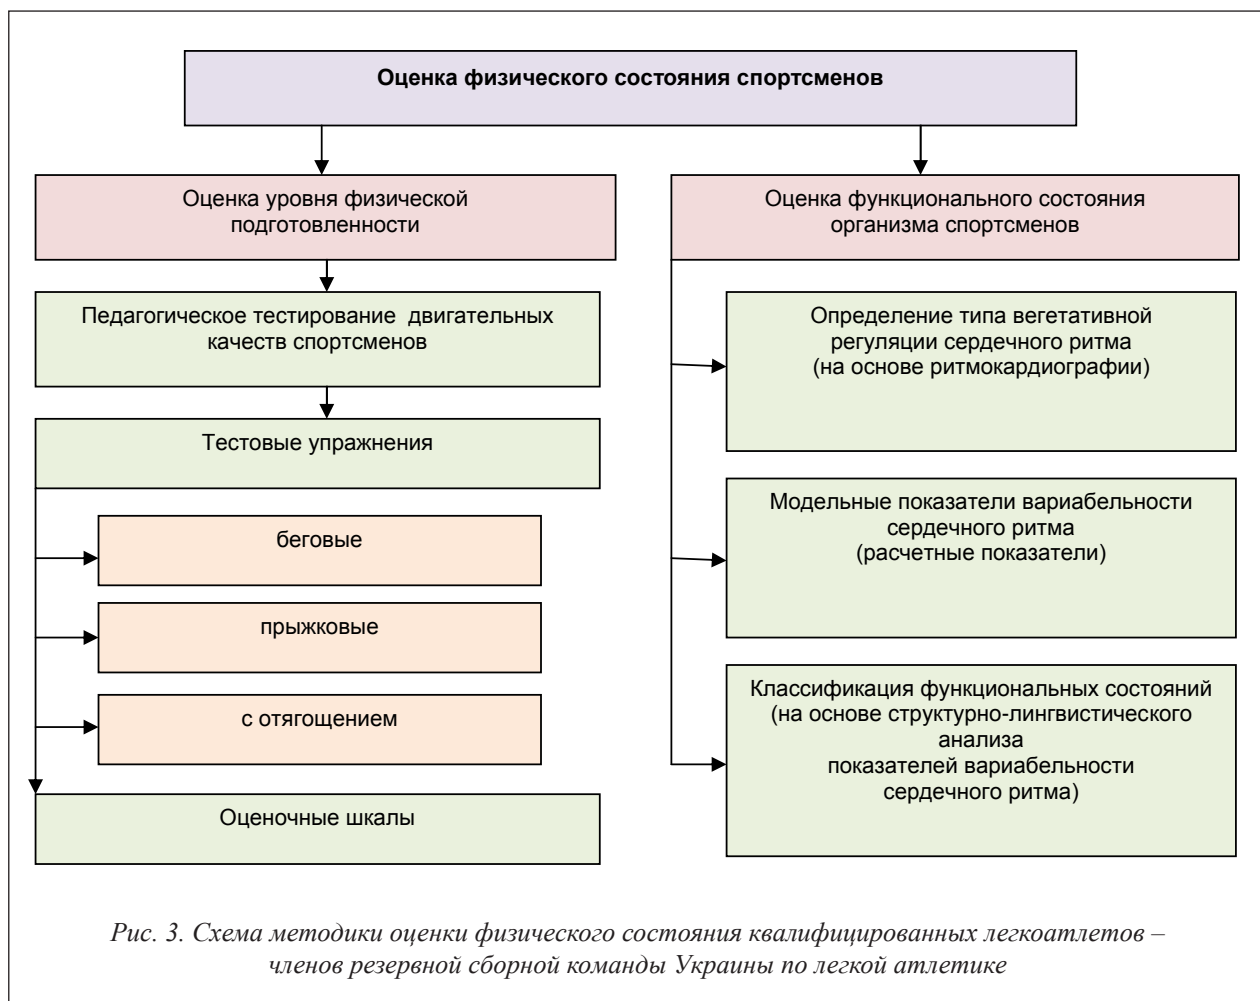 Оценка физического состояния спортсменов
Оценка уровня физической
подготовленности
Педагогическое тестирование двигательных
качеств спортсменов
Тестовые упражнения
беговые
прыжковые
с отягощением
Оценочные шкалы
Оценка функционального состояния
организма спортсменов
Определение типа вегетативной
регуляции сердечного ритма
(на основе ритмокардиографии)
Модельные показатели вариабельности
сердечного ритма
(расчетные показатели)
Классификация функциональных состояний
(на основе структурно-лингвистического
анализа
показателей вариабельности
сердечного ритма)
Рис. 3. Схема методики оценки физического состояния квалифицированных легкоатлетов –
членов резервной сборной команды Украины по легкой атлетике